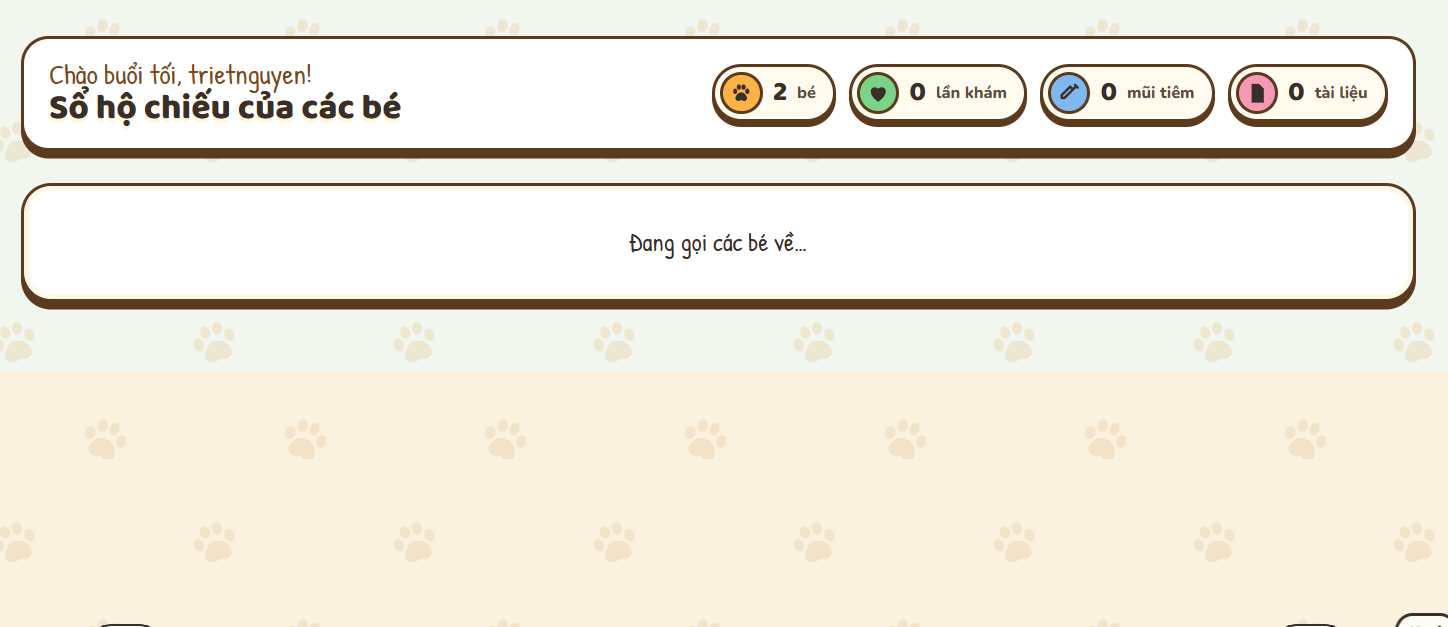 Chào buổi tối, trietnguyen!
Sổ hộ chiếu của các bé
2 bé
0 lần khám
0 mũi tiêm
0 tài liệu
Đang gọi các bé về...